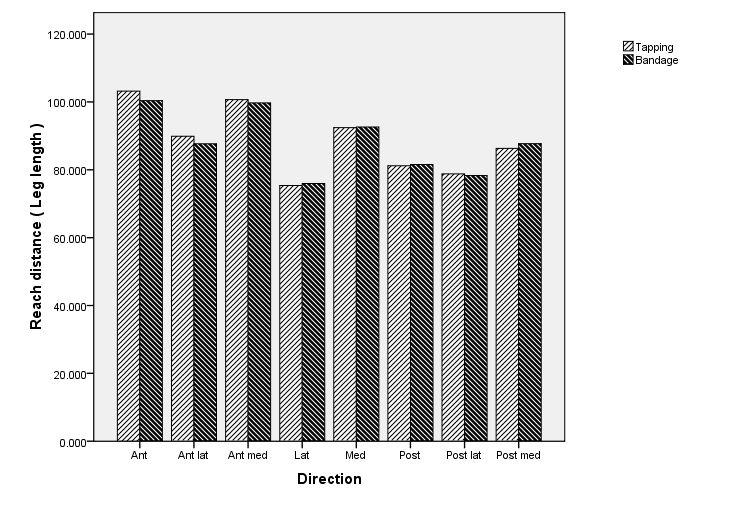 120.000
100.000
80.000
60.000
40.000
20.000
0.000
Reach distance ( Leg length )
Ant
Ant lat
Ant med
Lat
Med
Post
Post lat
Post med
Direction
Tapping
Bandage